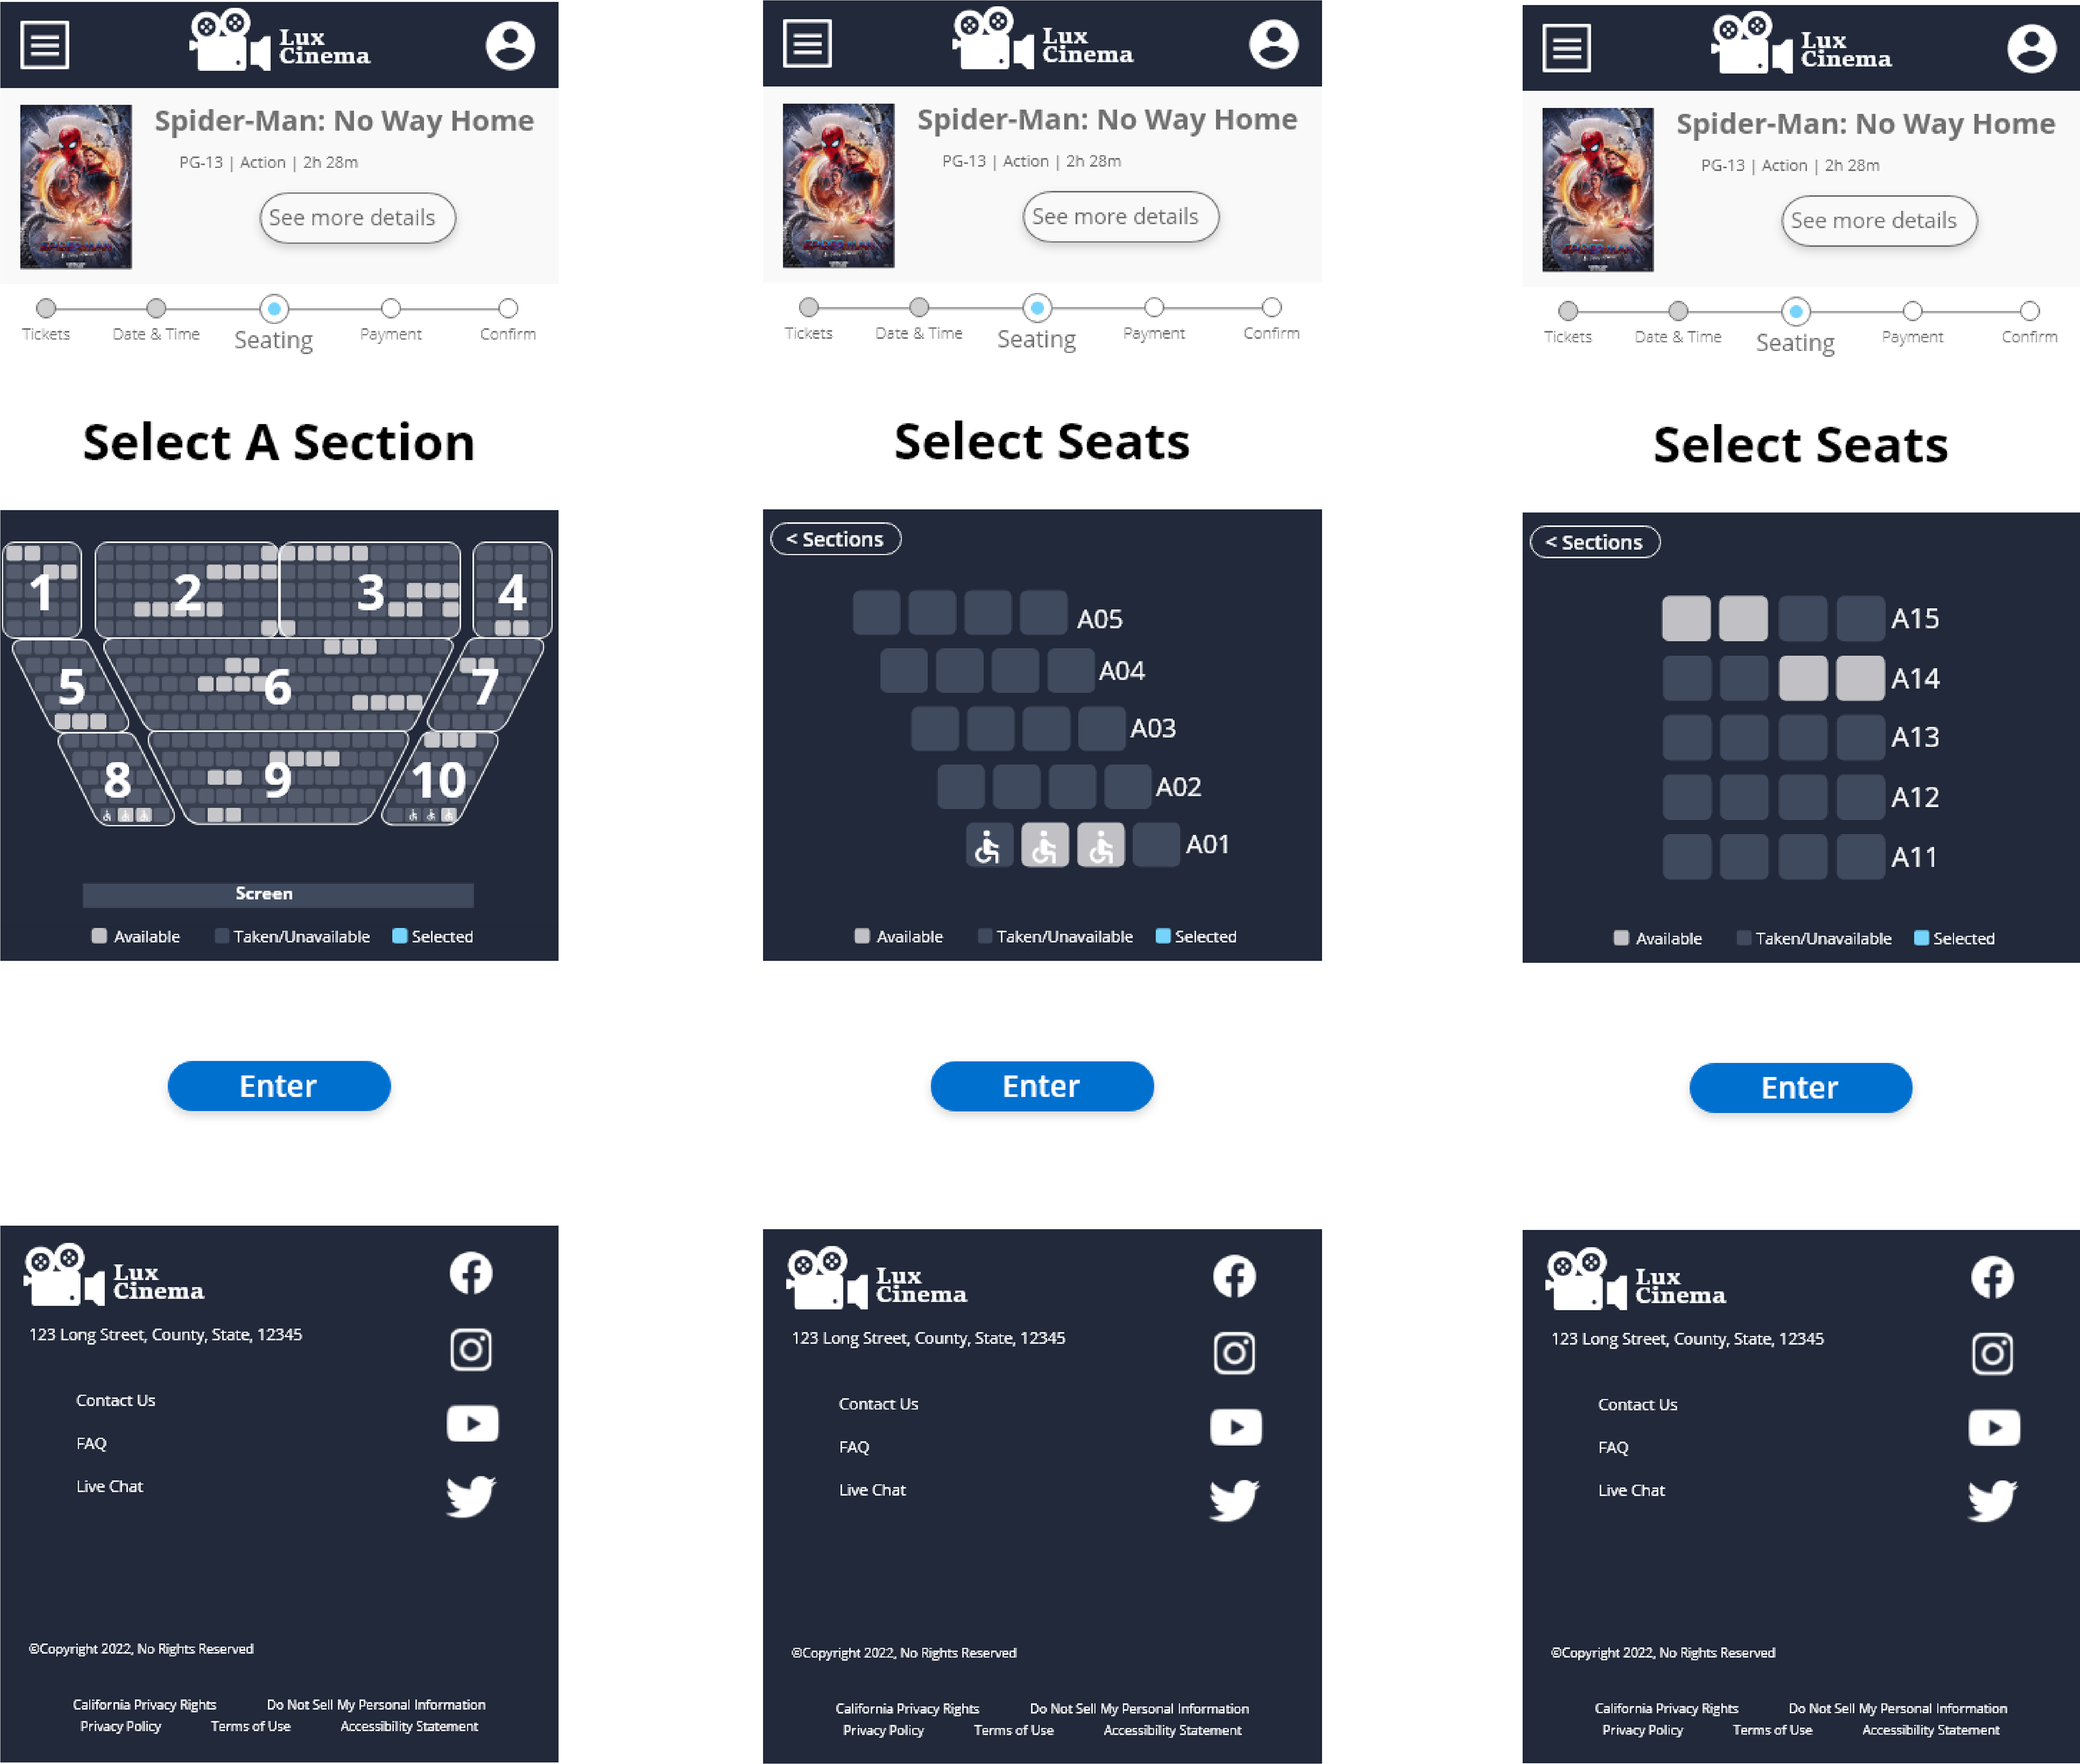 Lux
Cinema
Spider-Man: No Way Home
PG-13 | Action | 2h 28m
See more details
Tickets
Date & Time
Seating
Payment
Confirm
Select A Section
1
2
3
4
5
6
7
8
9
10
Screen
Available
Taken/Unavailable
Selected
Enter
Lux
Cinema
123 Long Street, County, State, 12345
Contact Us
FAQ
Live Chat
©Copyright 2022, No Rights Reserved
California Privacy Rights
Do Not Sell My Personal Information
Privacy Policy
Terms of Use
Accessibility Statement
Lux
Cinema
Spider-Man: No Way Home
PG-13 | Action | 2h 28m
See more details
Tickets
Date & Time
Seating
Payment
Confirm
Select Seats
< Sections
A05
A04
A03
A02
A01
Available
Taken/Unavailable
Selected
Enter
Lux
Cinema
123 Long Street, County, State, 12345
Contact Us
FAQ
Live Chat
©Copyright 2022, No Rights Reserved
California Privacy Rights
Do Not Sell My Personal Information
Privacy Policy
Terms of Use
Accessibility Statement
Lux
Cinema
Spider-Man: No Way Home
PG-13 | Action | 2h 28m
See more details
Tickets
Date & Time
Seating
Payment
Confirm
Select Seats
< Sections
A15
A14
A13
A12
A11
Available
Taken/Unavailable
Selected
Enter
Lux
Cinema
123 Long Street, County, State, 12345
Contact Us
FAQ
Live Chat
©Copyright 2022, No Rights Reserved
California Privacy Rights
Do Not Sell My Personal Information
Privacy Policy
Terms of Use
Accessibility Statement